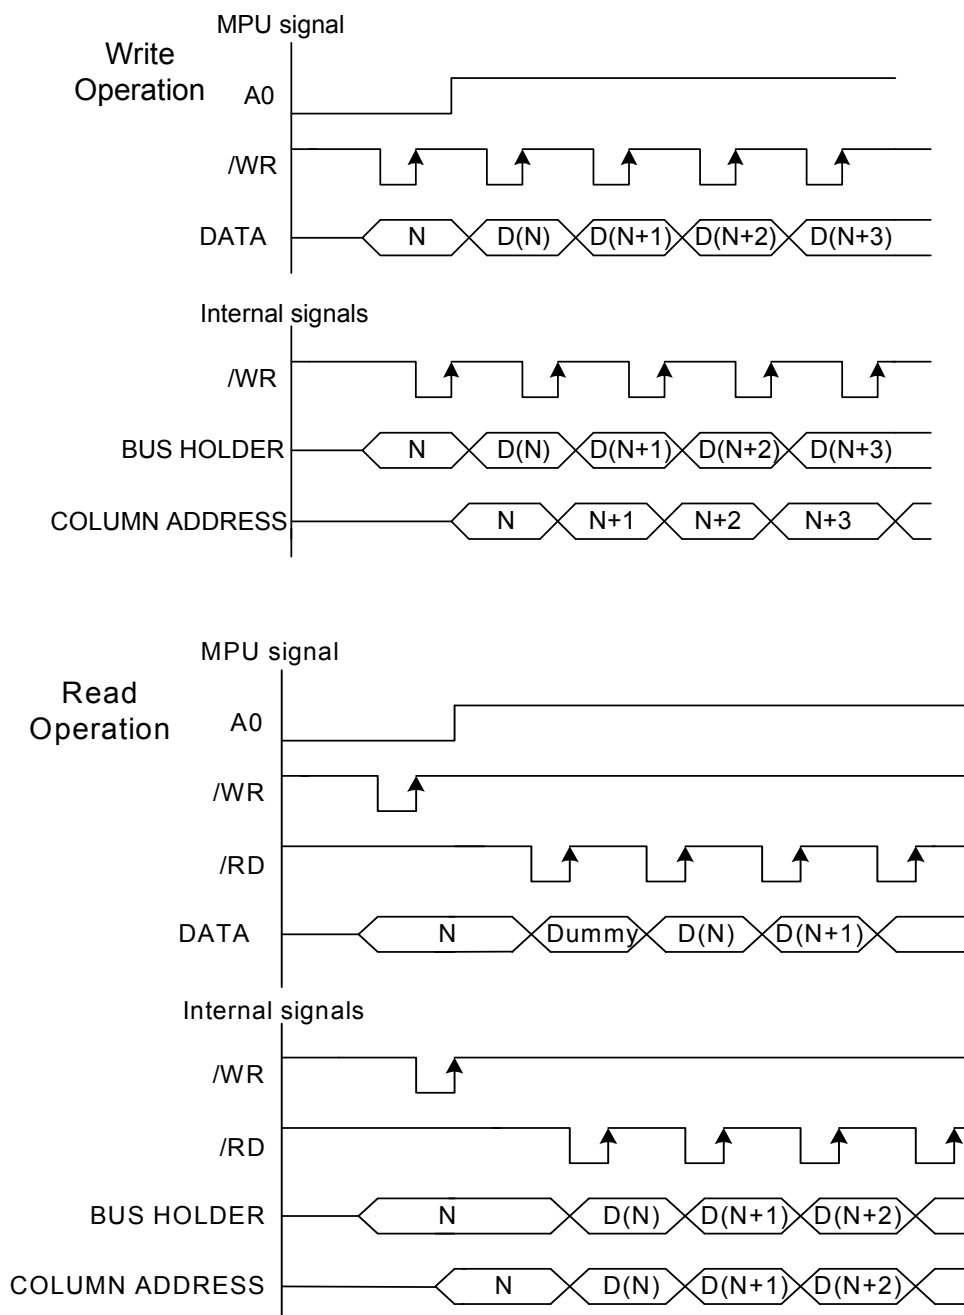 MPU signal
Write
Operation
A0
/WR
DATA N D(N) D(N+1) D(N+2) D(N+3)
Internal signals
/WR
BUS HOLDER N D(N) D(N+1) D(N+2) D(N+3)
COLUMN ADDRESS N N+1 N+2 N+3
MPU signal
Read
Operation
A0
/WR
/RD
DATA N Dummy D(N) D(N+1)
Internal signals
/WR
/RD
BUS HOLDER N D(N) D(N+1) D(N+2)
COLUMN ADDRESS N D(N) D(N+1) D(N+2)